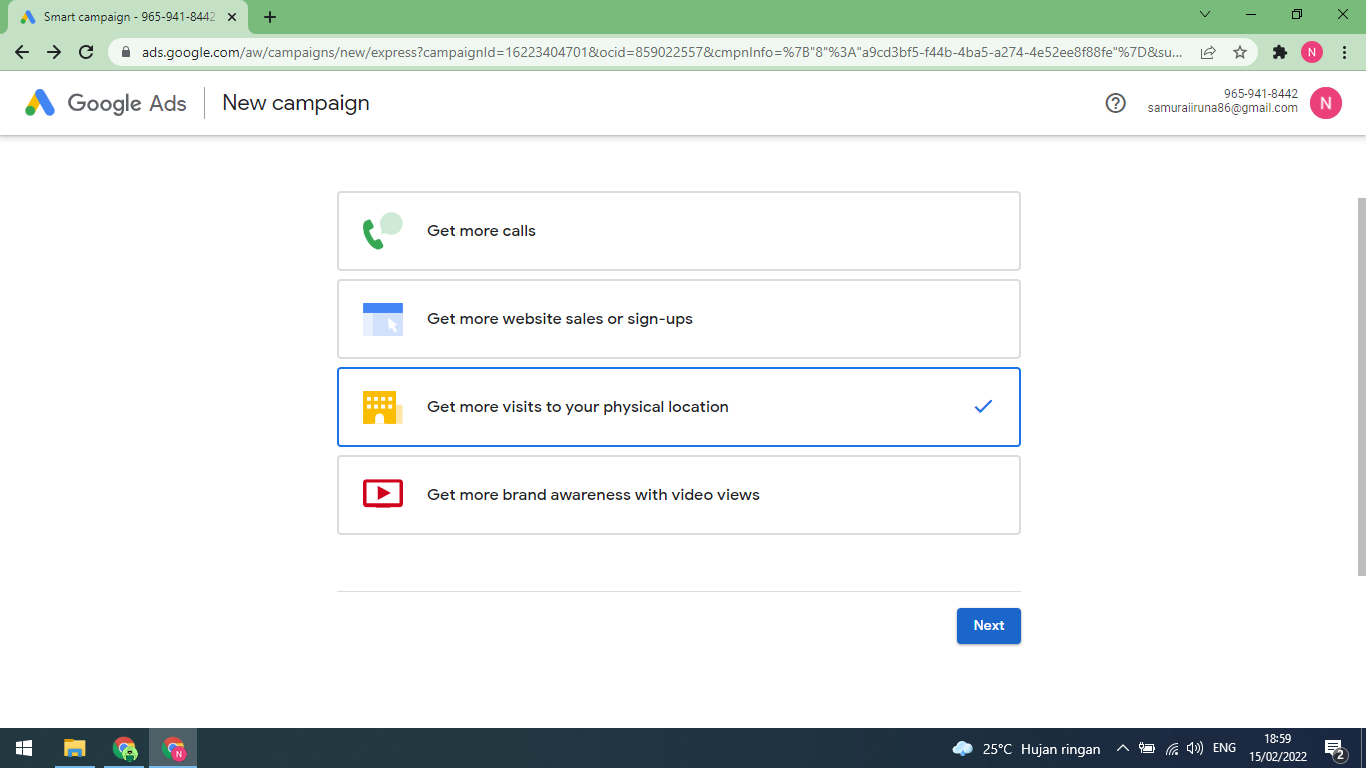 Smart campaign - 965-941-8442
ads.google.com/aw/campaigns/new/express?campaignId=16223404701&ocid=859022557&cmpnInfo=%7B"8"%3A"a9cd3bf5-f44b-4ba5-a274-4e52ee8f88fe"%7D&su...
N
Google Ads
New campaign
965-941-8442
samuraiiruna86@gmail.com
N
Get more calls
Get more website sales or sign-ups
Get more visits to your physical location
Get more brand awareness with video views
Next
N
25°C Hujan ringan
ENG
18:59
15/02/2022
2